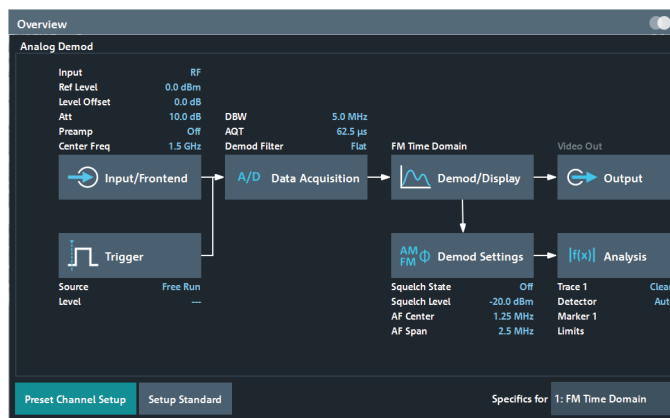 Overview
Analog Demod
Input RF
Ref Level 0.0 dBm
Level Offset 0.0 dB
Att 10.0 dB
Preamp Off
Center Freq 1.5 GHz
DBW 5.0 MHz
AQT 62.5 µs
Demod Filter Flat
FM Time Domain
Video Out
Input/Frontend
A/D Data Acquisition
Demod/Display
Output
Trigger
AM FM Φ Demod Settings
|f(x)| Analysis
Source Free Run
Level ---
Squelch State Off
Squelch Level -20.0 dBm
AF Center 1.25 MHz
AF Span 2.5 MHz
Trace 1 Clea
Detector Aut
Marker 1
Limits
Preset Channel Setup
Setup Standard
Specifics for 1: FM Time Domain